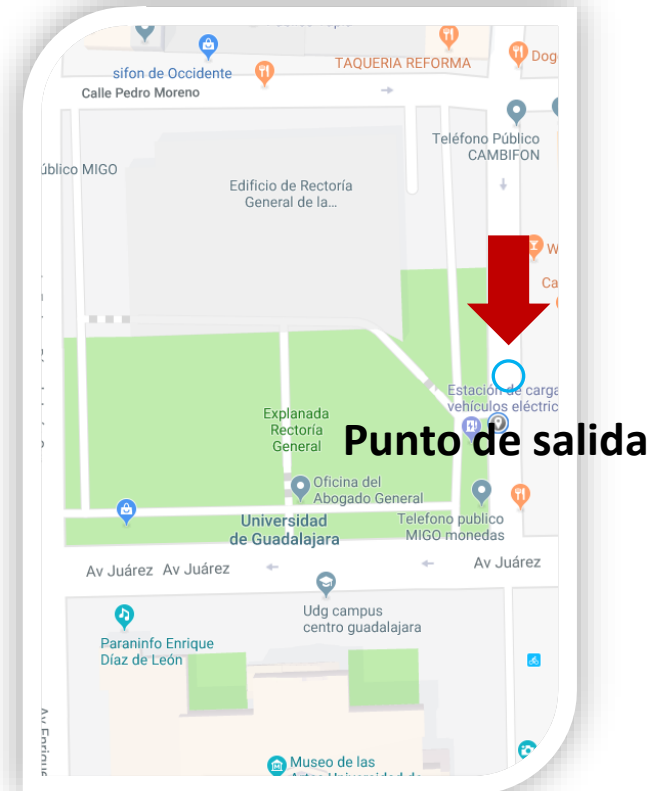 sifon de Occidente
TAQUERIA REFORMA
Dog
Calle Pedro Moreno
Teléfono Público
CAMBIFON
úblico MIGO
Edificio de Rectoría
General de la...
W
Ca
Estación de carga
vehículos eléctric
Explanada
Rectoría
General
Punto de salida
Oficina del
Abogado General
Universidad
de Guadalajara
Telefono publico
MIGO monedas
Av Juárez
Av Juárez
Av Juárez
Udg campus
centro guadalajara
Paraninfo Enrique
Díaz de León
Av Enrique
Museo de las